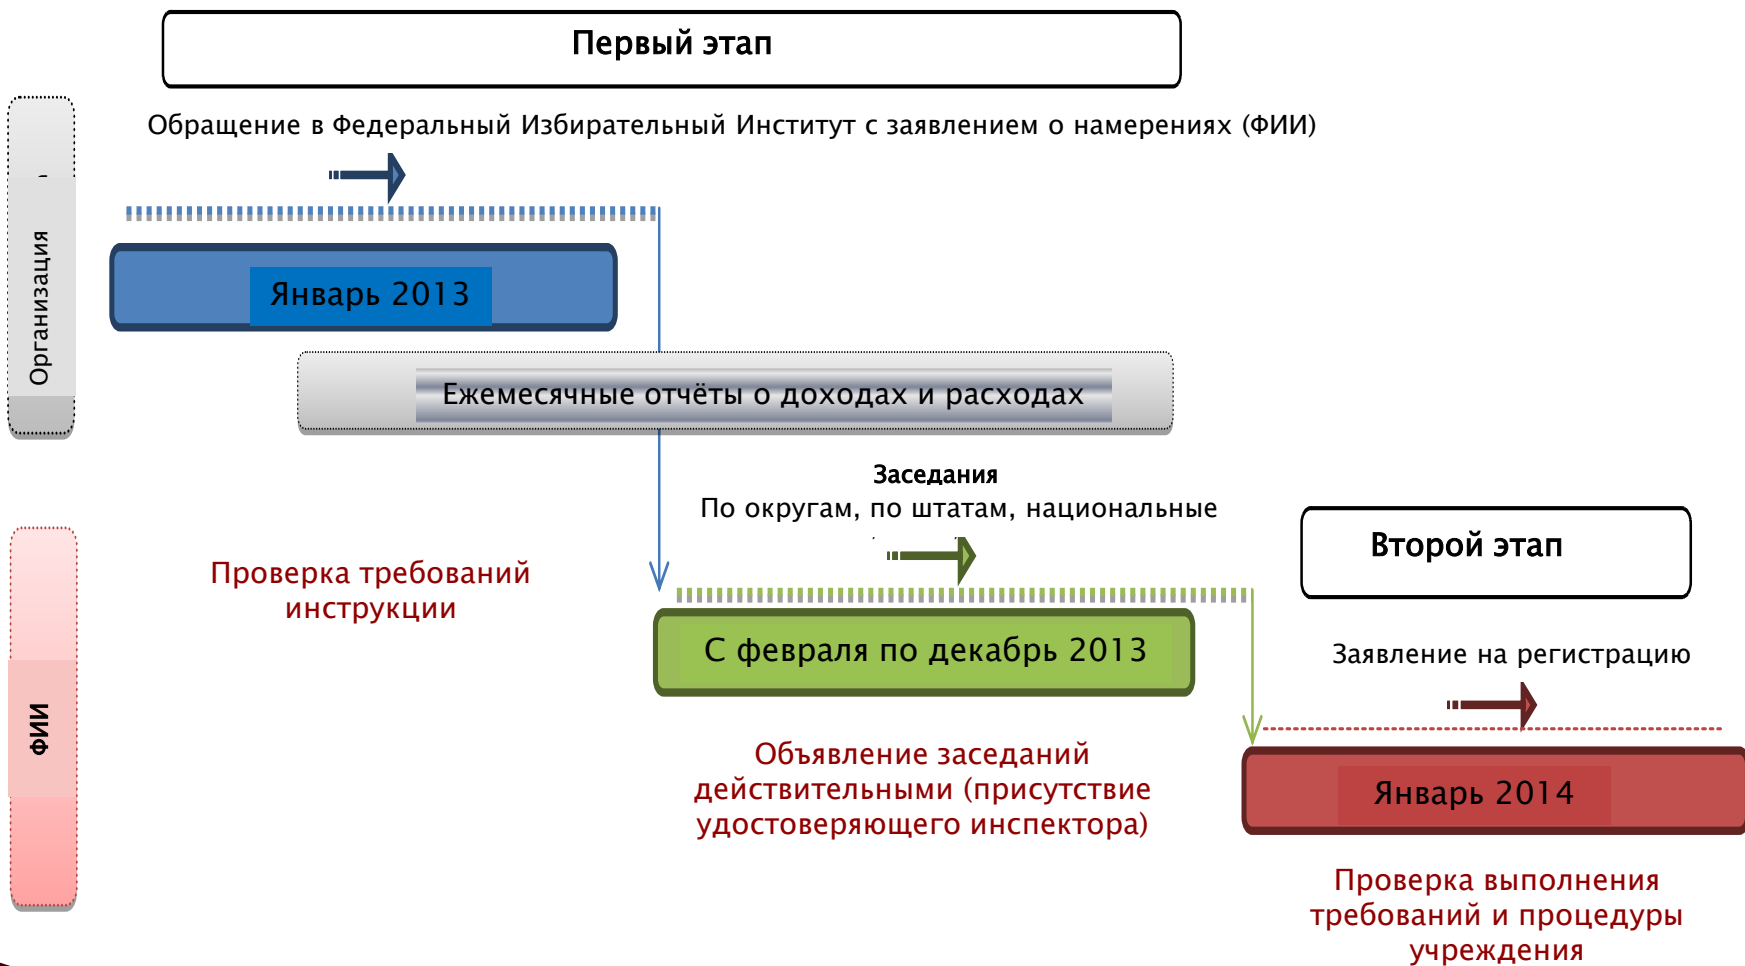 Первый этап
Обращение в Федеральный Избирательный Институт с заявлением о намерениях (ФИИ)
Организация
Январь 2013
Ежемесячные отчёты о доходах и расходах
Заседания
По округам, по штатам, национальные
Второй этап
Проверка требований
инструкции
С февраля по декабрь 2013
Заявление на регистрацию
ФИИ
Объявление заседаний
действительными (присутствие
удостоверяющего инспектора)
Январь 2014
Проверка выполнения
требований и процедуры
учреждения